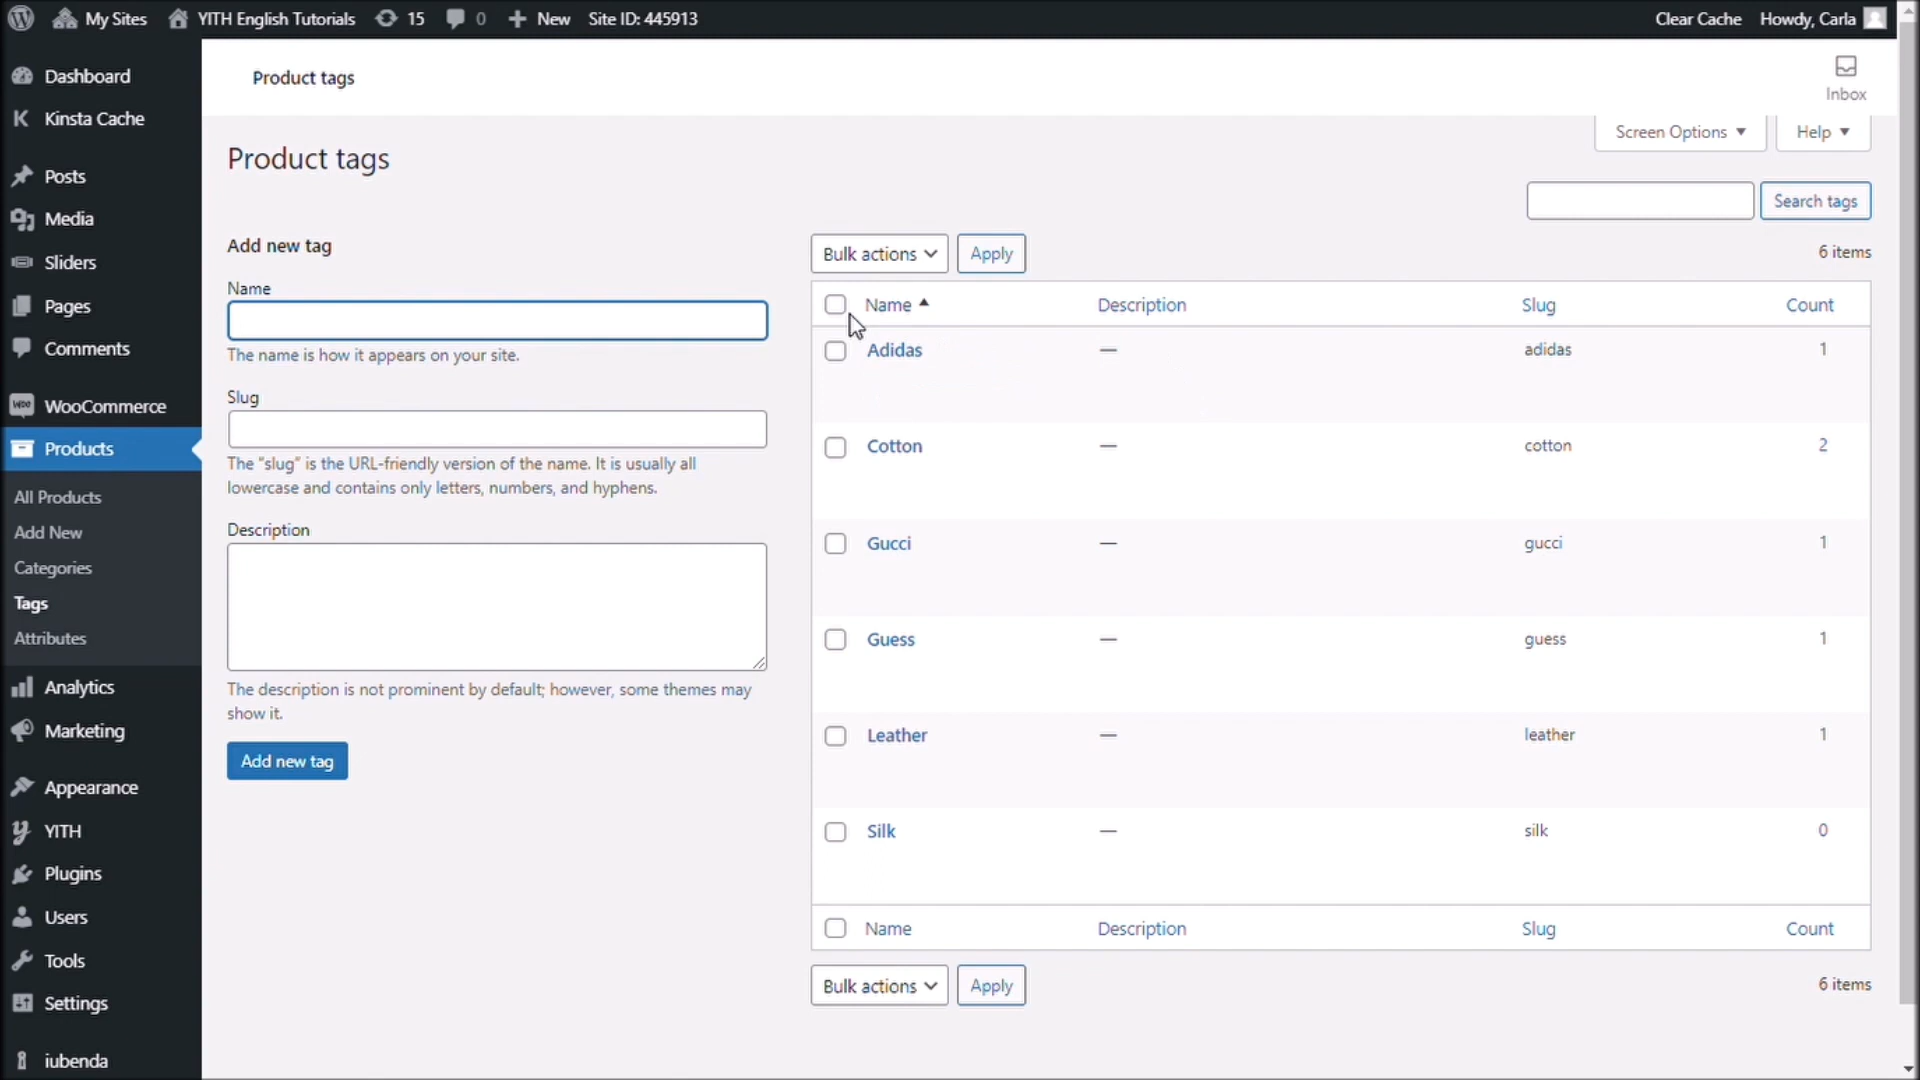 My Sites YITH English Tutorials 15 0 New Site ID: 445913 Clear Cache Howdy, Carla
Dashboard
Kinsta Cache
Posts
Media
Sliders
Pages
Comments
WooCommerce
Products
All Products
Add New
Categories
Tags
Attributes
Analytics
Marketing
Appearance
YITH
Plugins
Users
Tools
Settings
iubenda
Product tags
Inbox
Screen Options
Help
Product tags
Search tags
Add new tag
Name
The name is how it appears on your site.
Slug
The “slug” is the URL-friendly version of the name. It is usually all
lowercase and contains only letters, numbers, and hyphens.
Description
The description is not prominent by default; however, some themes may
show it.
Add new tag
Bulk actions Apply 6 items
Name Description Slug Count
Adidas — adidas 1
Cotton — cotton 2
Gucci — gucci 1
Guess — guess 1
Leather — leather 1
Silk — silk 0
Name Description Slug Count
Bulk actions Apply 6 items